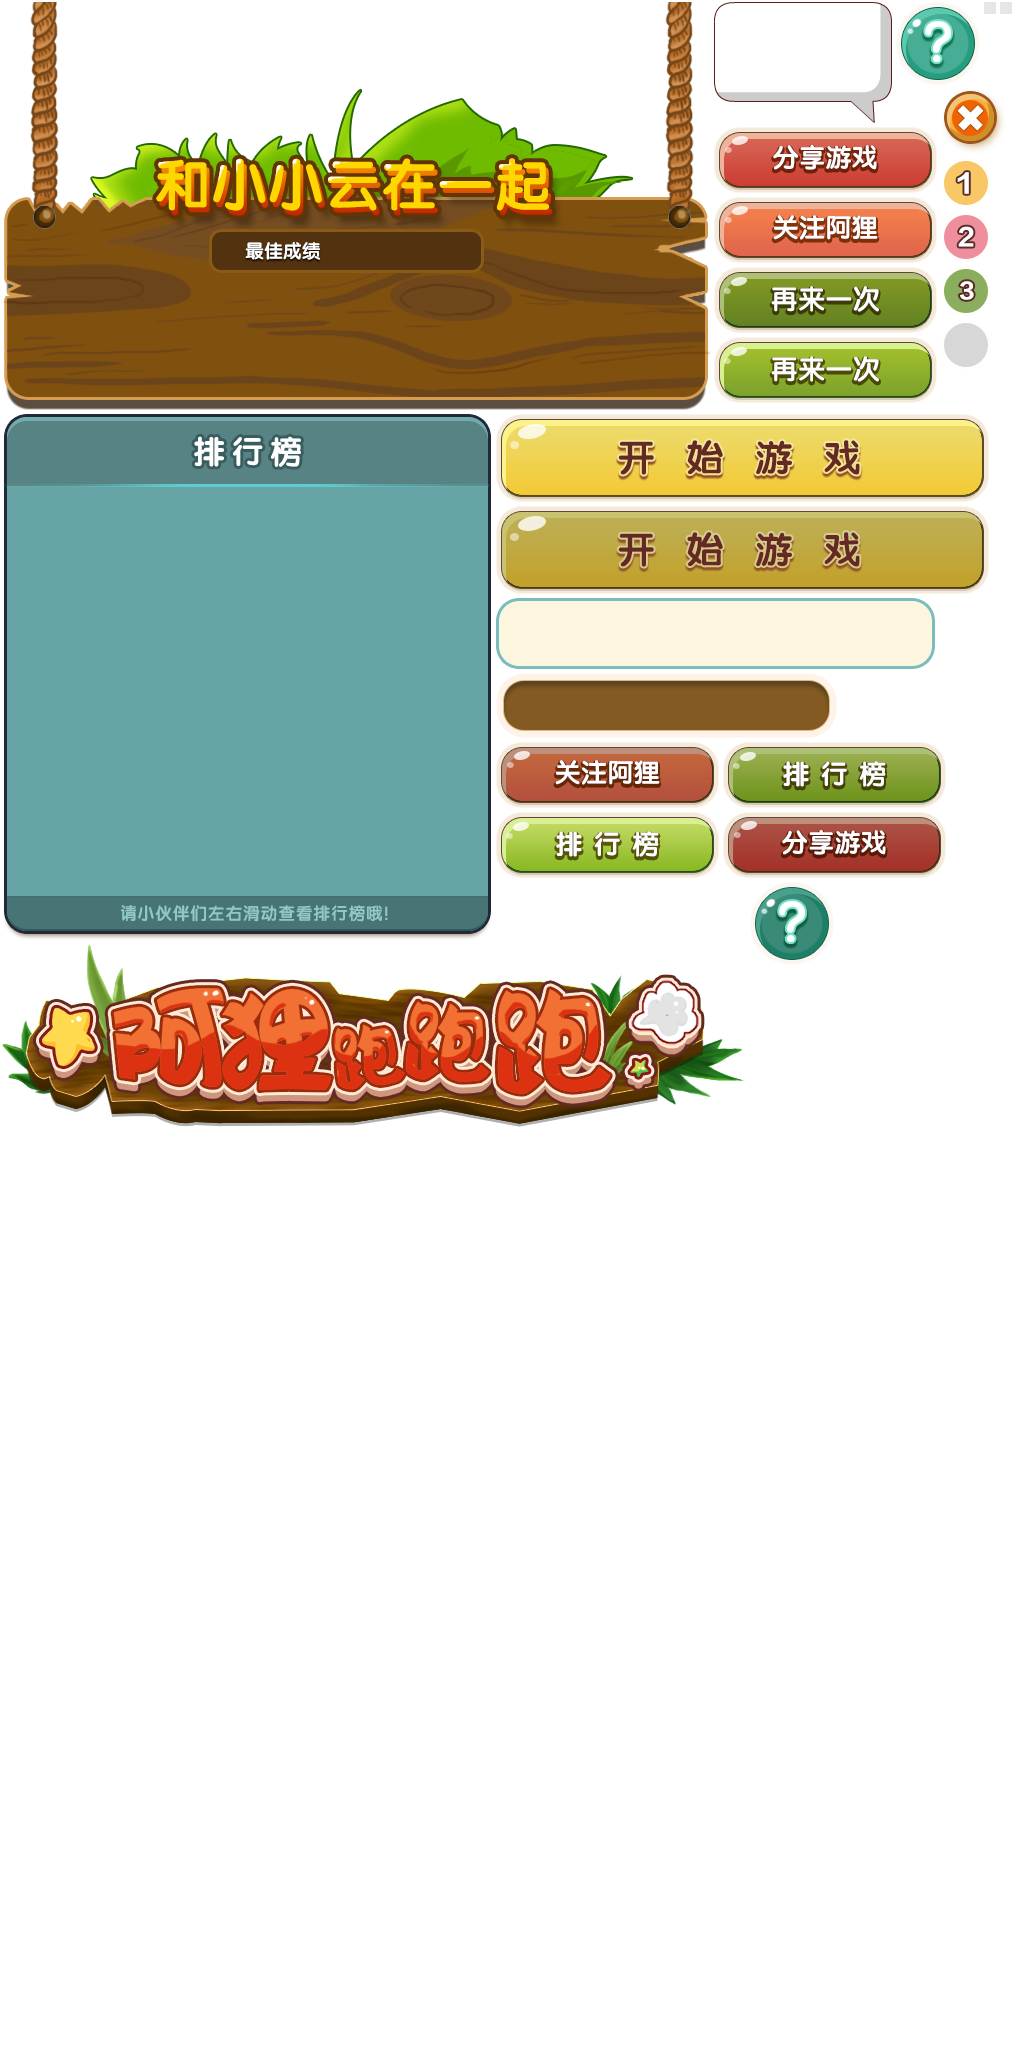 ?
分享游戏
1
和小小云在一起
2
关注阿狸
最佳成绩
3
再来一次
再来一次
排行榜
开 始 游 戏
开 始 游 戏
关注阿狸
排 行 榜
排 行 榜
分享游戏
请小伙伴们左右滑动查看排行榜哦!
?
阿狸跑跑跑